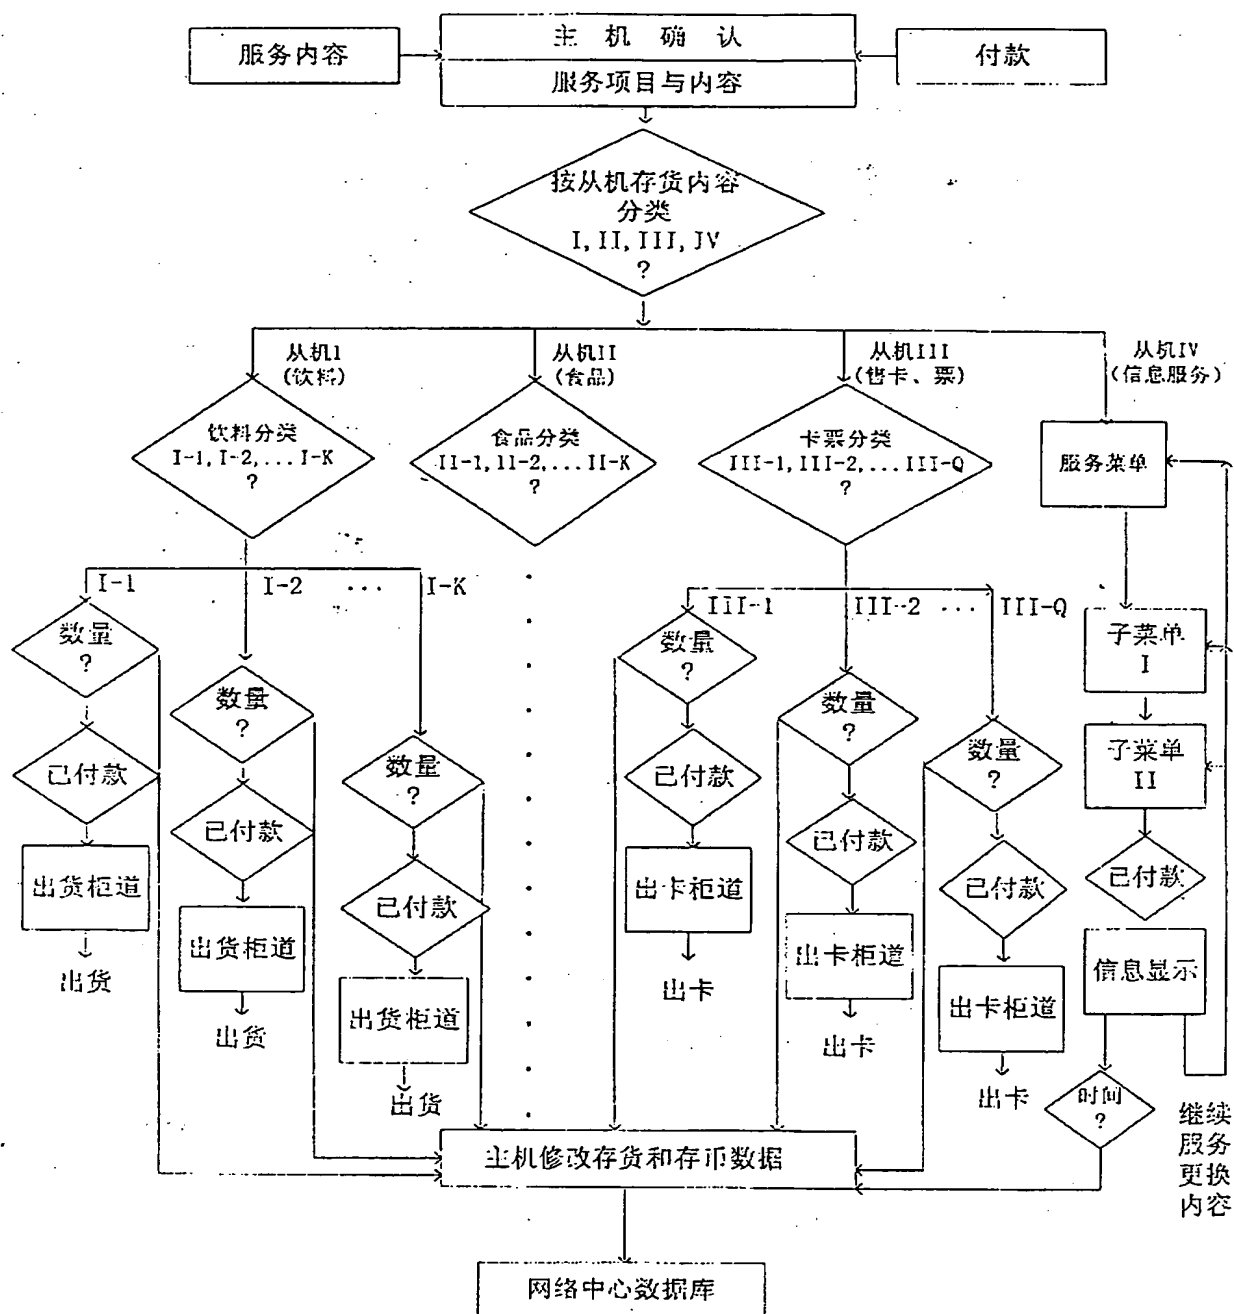 服务内容
主机确认
付款
服务项目与内容
按从机存货内容
分类
I, II, III, JV
?
从机I
(饮料)
从机II
(食品)
从机III
(售卡、票)
从机IV
(信息服务)
饮料分类
I-1, I-2, ... I-K
?
食品分类
II-1, II-2, ... II-K
?
卡票分类
III-1, III-2, ... III-Q
?
服务菜单
I-1
I-2
...
I-K
III-1
III-2
...
III-Q
数量
?
数量
?
数量
?
数量
?
数量
?
数量
?
子菜单
I
子菜单
II
已付款
已付款
已付款
已付款
已付款
已付款
已付款
出货柜道
出货柜道
出货柜道
出卡柜道
出卡柜道
出卡柜道
信息显示
出货
出货
出货
出卡
出卡
出卡
时间
?
继续
服务
更换
内容
主机修改存货和存币数据
网络中心数据库